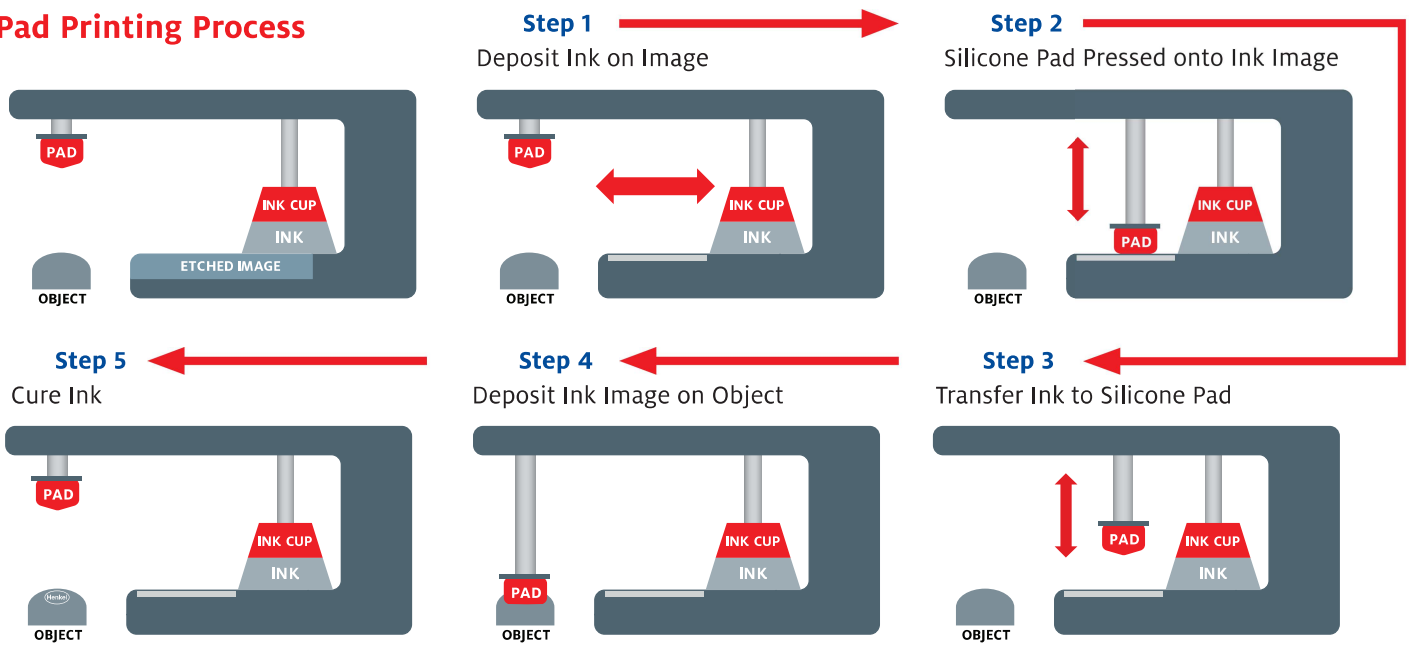 Pad Printing Process
PAD
INK CUP
INK
ETCHED IMAGE
OBJECT
Step 1
Deposit Ink on Image
PAD
INK CUP
INK
OBJECT
Step 2
Silicone Pad Pressed onto Ink Image
INK CUP
PAD
INK
OBJECT
Step 3
Transfer Ink to Silicone Pad
PAD
INK CUP
INK
OBJECT
Step 4
Deposit Ink Image on Object
INK CUP
INK
PAD
OBJECT
Step 5
Cure Ink
PAD
INK CUP
INK
Henkel
OBJECT